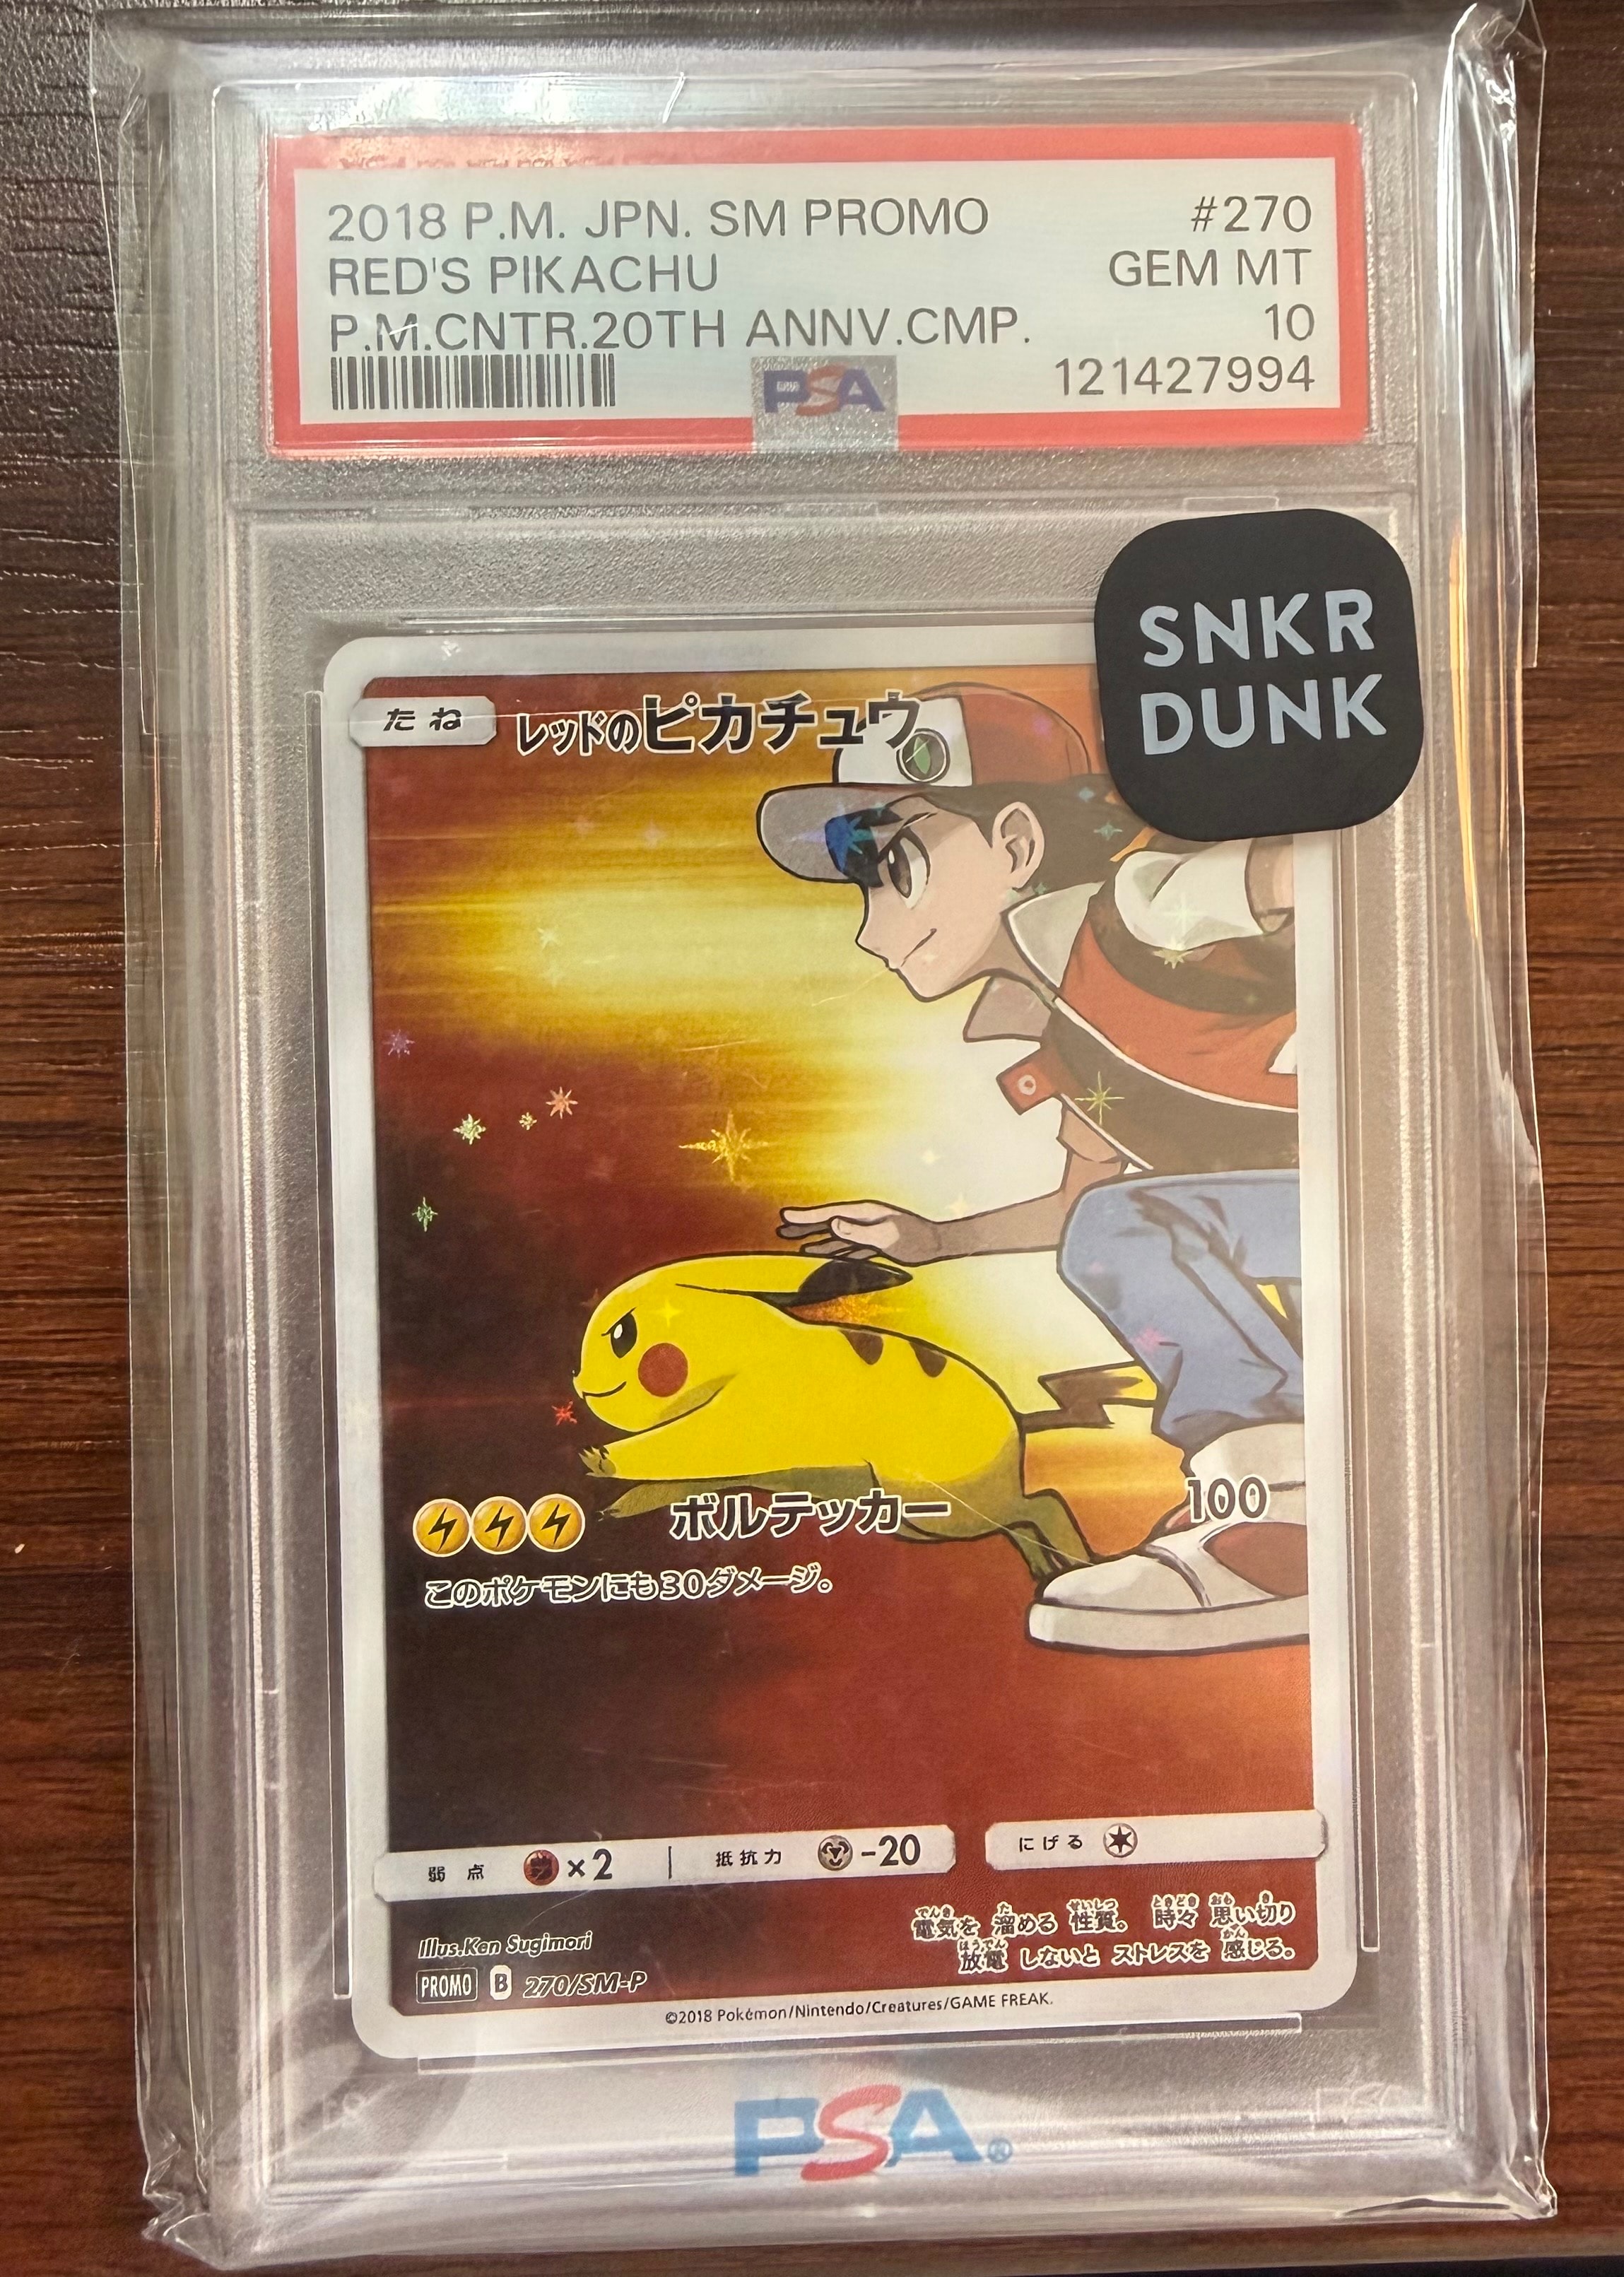 2018 P.M. JPN. SM PROMO #270
RED'S PIKACHU GEM MT
P.M.CNTR.20TH ANNV.CMP. 10
PSA 121427994
SNKR
DUNK
たね レッドのピカチュウ
ボルテッカー 100
このポケモンにも30ダメージ。
弱点 ×2 抵抗力 -20 にげる
電気を溜める性質。時々思い切り
放電しないとストレスを感じる。
Illus.Ken Sugimori
PROMO B 270/SM-P
©2018 Pokémon/Nintendo/Creatures/GAME FREAK.
PSA®